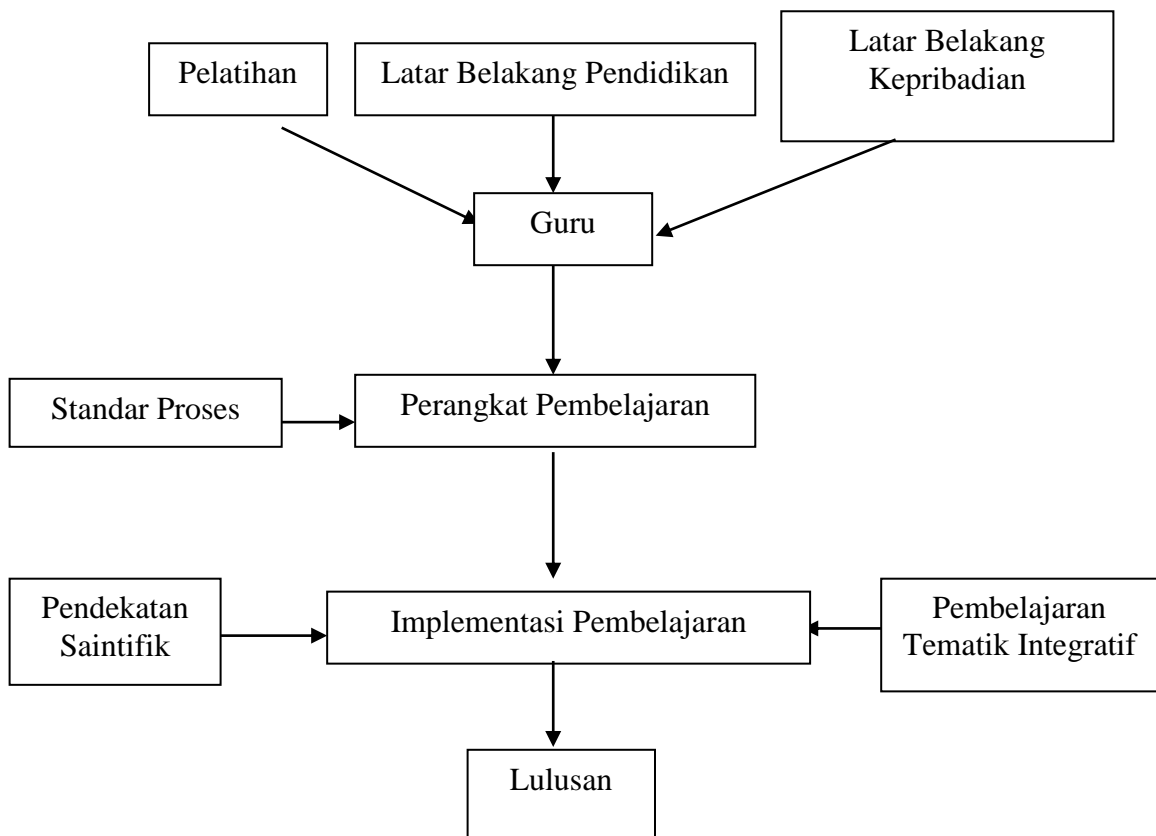 Pelatihan
Latar Belakang Pendidikan
Latar Belakang
Kepribadian
Guru
Standar Proses
Perangkat Pembelajaran
Pendekatan
Saintifik
Implementasi Pembelajaran
Pembelajaran
Tematik Integratif
Lulusan